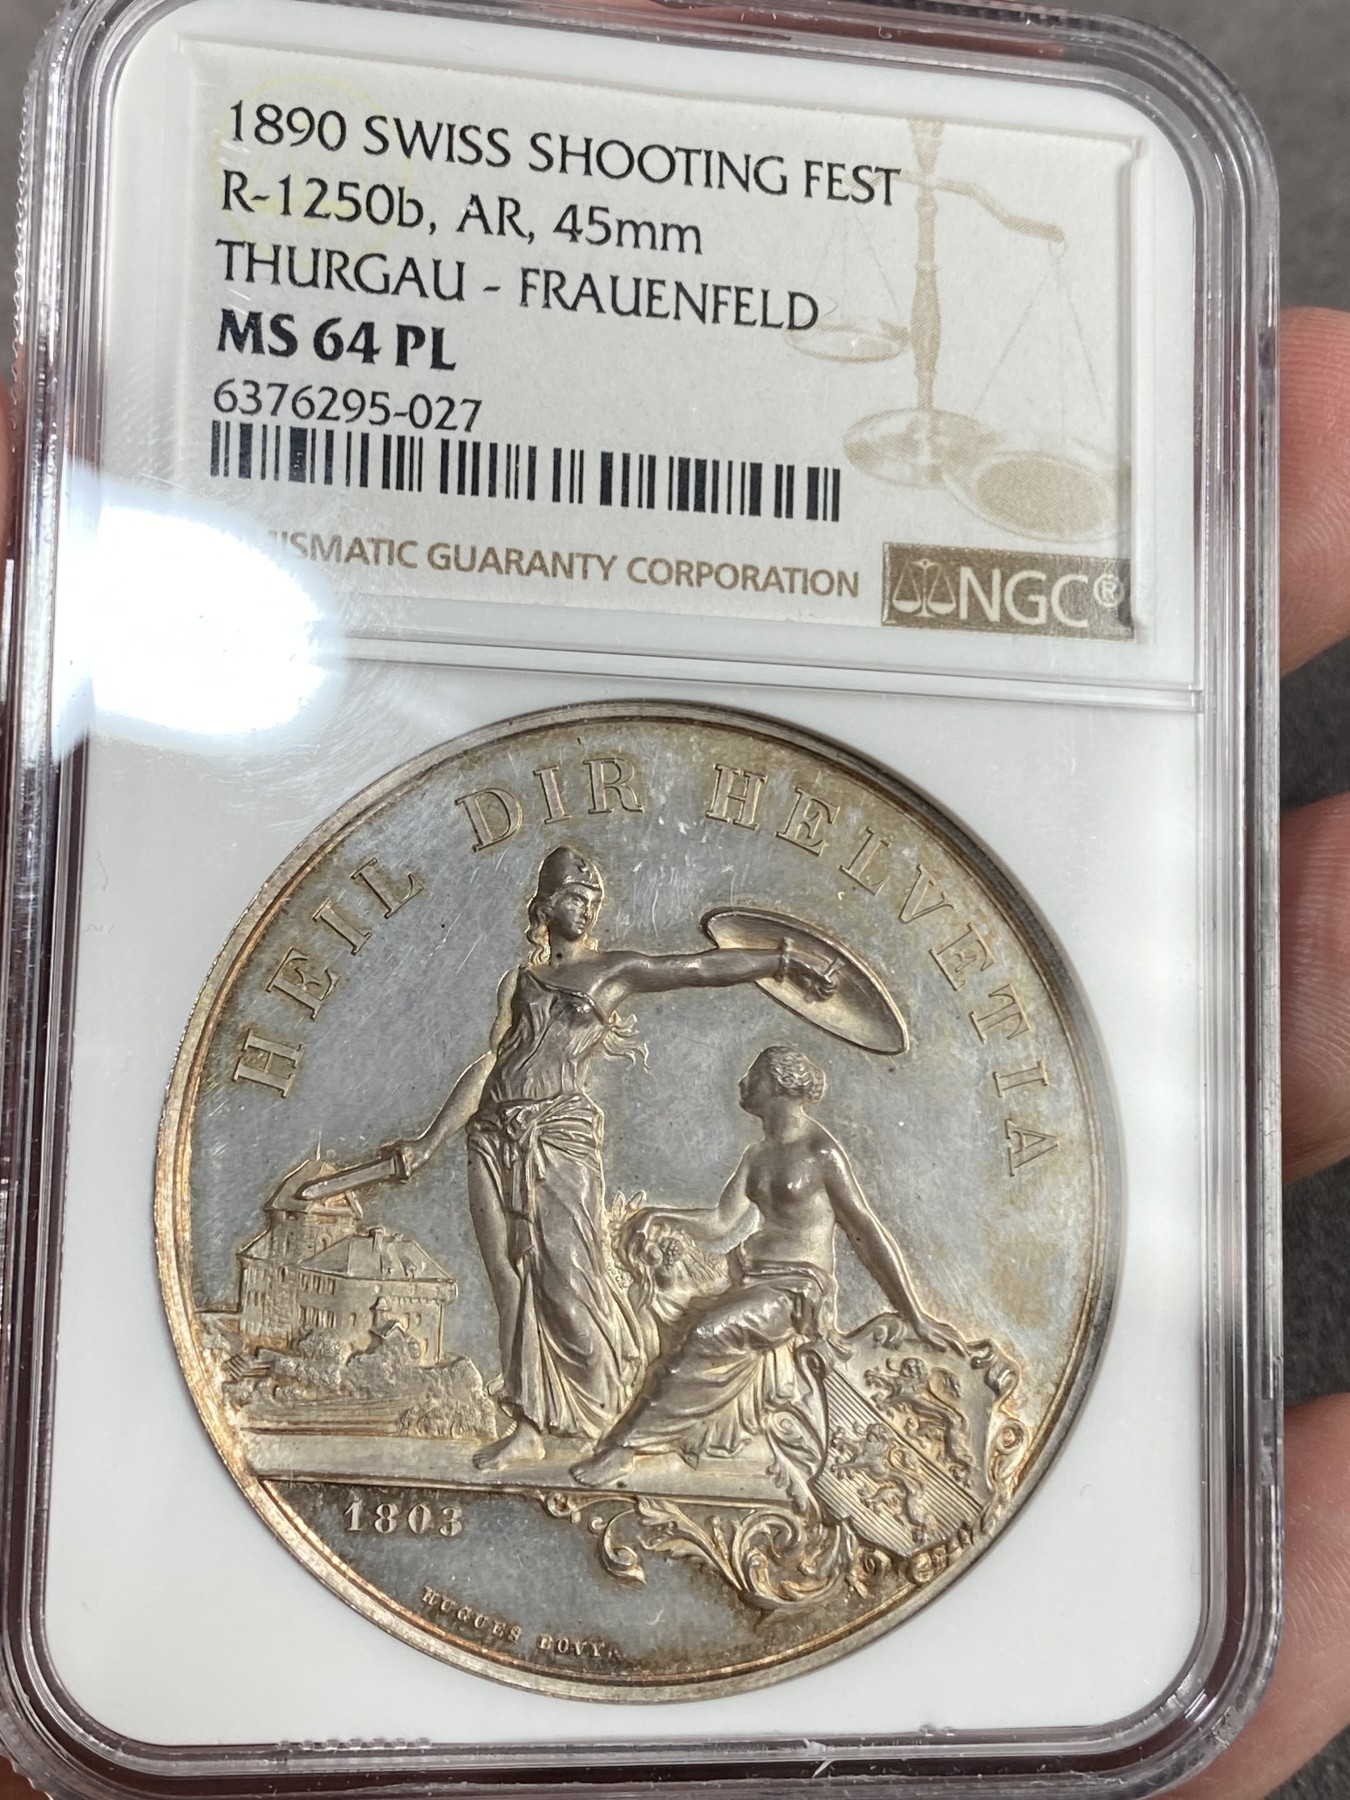 1890 SWISS SHOOTING FEST
R-1250b, AR, 45mm
THURGAU - FRAUENFELD
MS 64 PL
6376295-027
NUMISMATIC GUARANTY CORPORATION
NGC®
HEIL DIR HELVETIA
1803
HUGUES BOVY